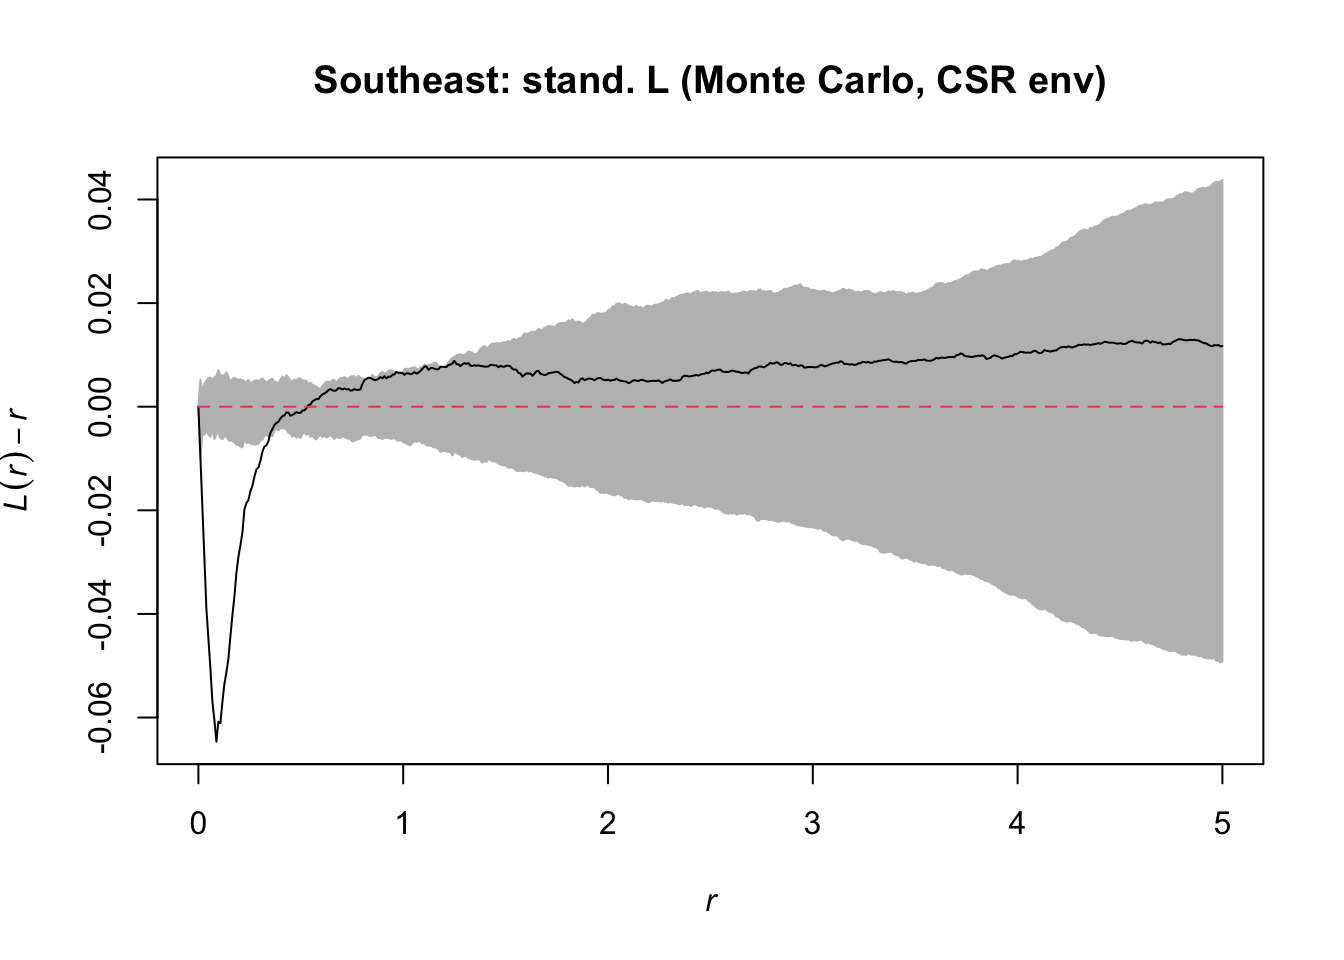 Southeast: stand. L (Monte Carlo, CSR env)
0.04
0.02
0.00
-0.02
-0.04
-0.06
L(r) − r
0 1 2 3 4 5
r